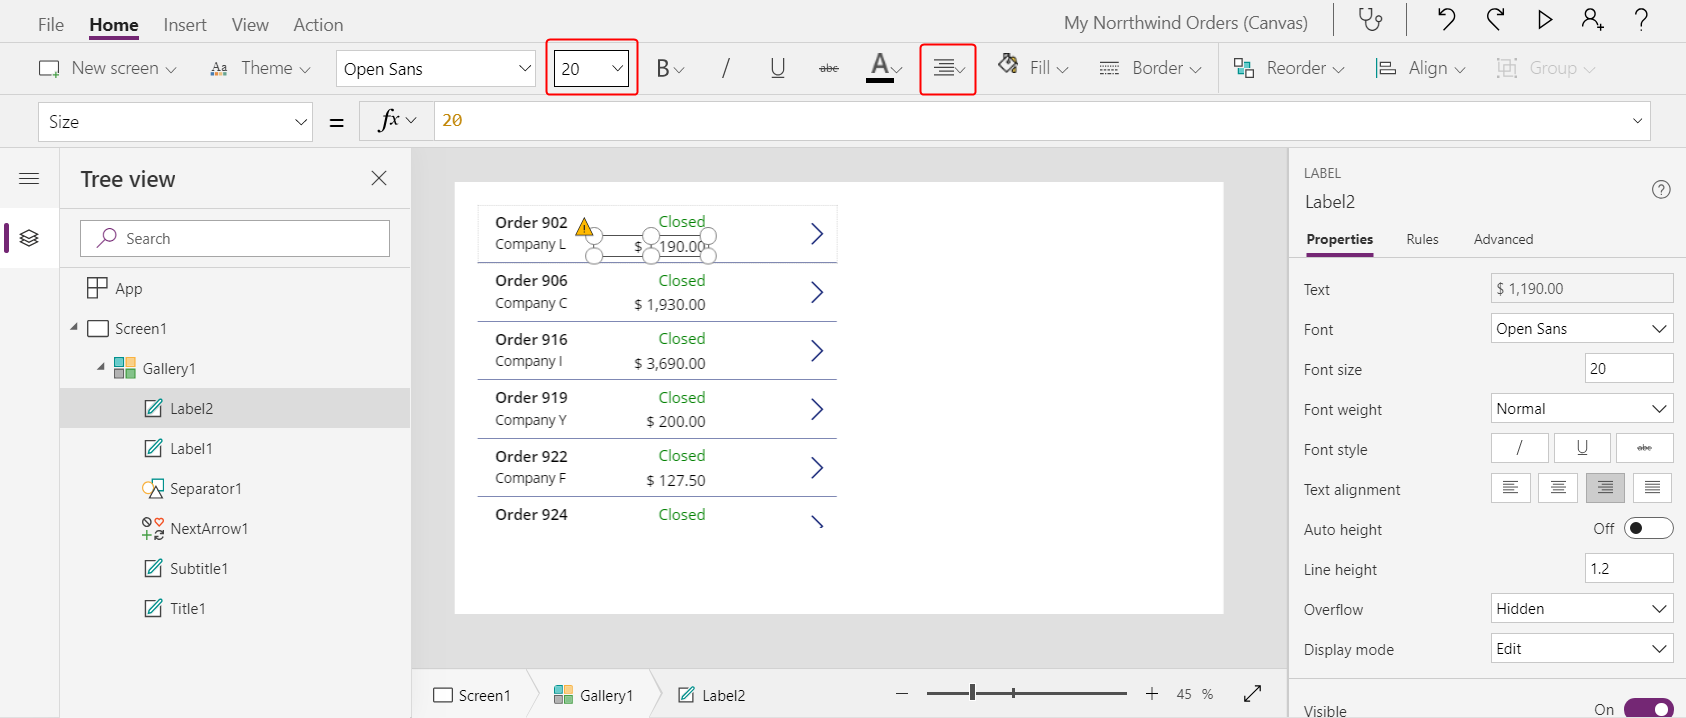 File Home Insert View Action My Norrthwind Orders (Canvas) ?
New screen Aa Theme Open Sans 20 B / U abc A Fill Border Reorder Align Group
Size = fx 20
Tree view
Search
App
Screen1
Gallery1
Label2
Label1
Separator1
NextArrow1
Subtitle1
Title1
Order 902 Closed
Company L $ 190.00
Order 906 Closed
Company C $ 1,930.00
Order 916 Closed
Company I $ 3,690.00
Order 919 Closed
Company Y $ 200.00
Order 922 Closed
Company F $ 127.50
Order 924 Closed
Screen1 Gallery1 Label2 45 %
LABEL
Label2 ?
Properties Rules Advanced
Text $ 1,190.00
Font Open Sans
Font size 20
Font weight Normal
Font style / U abc
Text alignment
Auto height Off
Line height 1.2
Overflow Hidden
Display mode Edit
Visible On